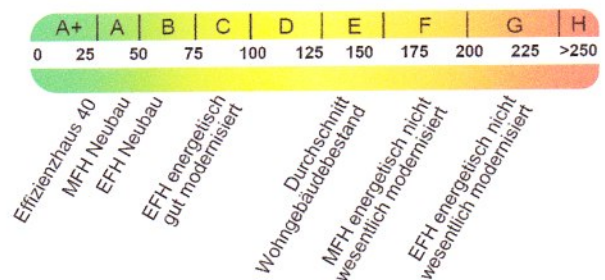 A+ A B C D E F G H
0 25 50 75 100 125 150 175 200 225 >250
Effizienzhaus 40
MFH Neubau
EFH Neubau
EFH energetisch
gut modernisiert
Durchschnitt
Wohngebäudebestand
MFH energetisch nicht
wesentlich modernisiert
EFH energetisch nicht
wesentlich modernisiert